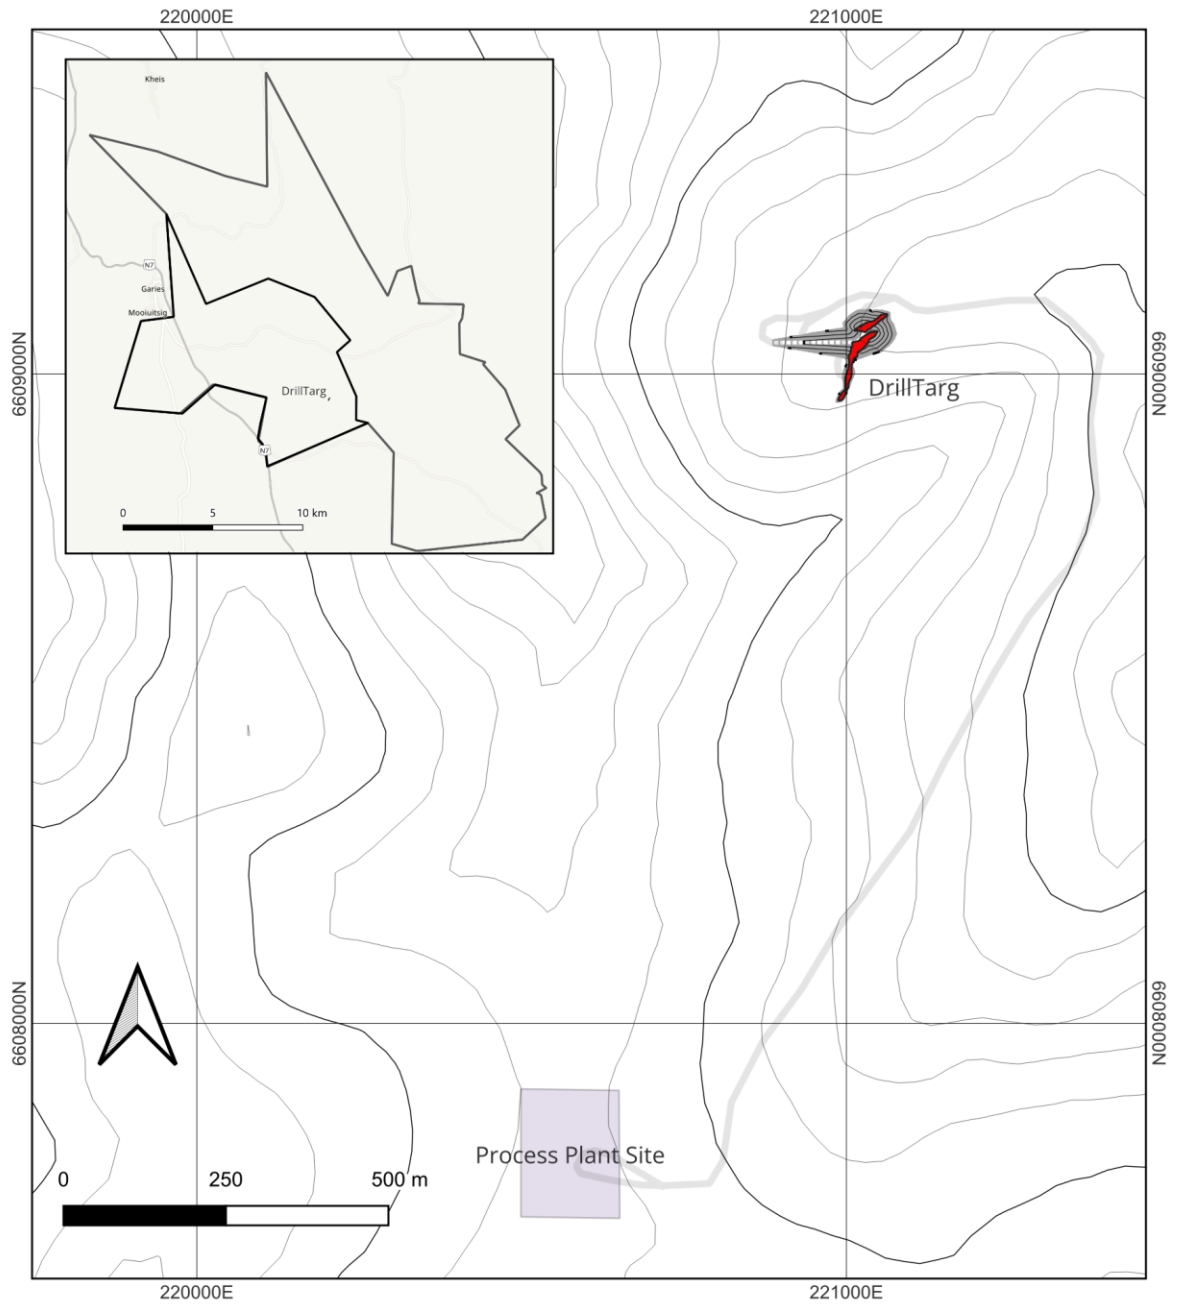 220000E
221000E
Kheis
N7
Garies
Mooiuitsig
DrillTarg
N7
0 5 10 km
6609000N
6609000N
DrillTarg
6608000N
6608000N
Process Plant Site
0 250 500 m
220000E
221000E